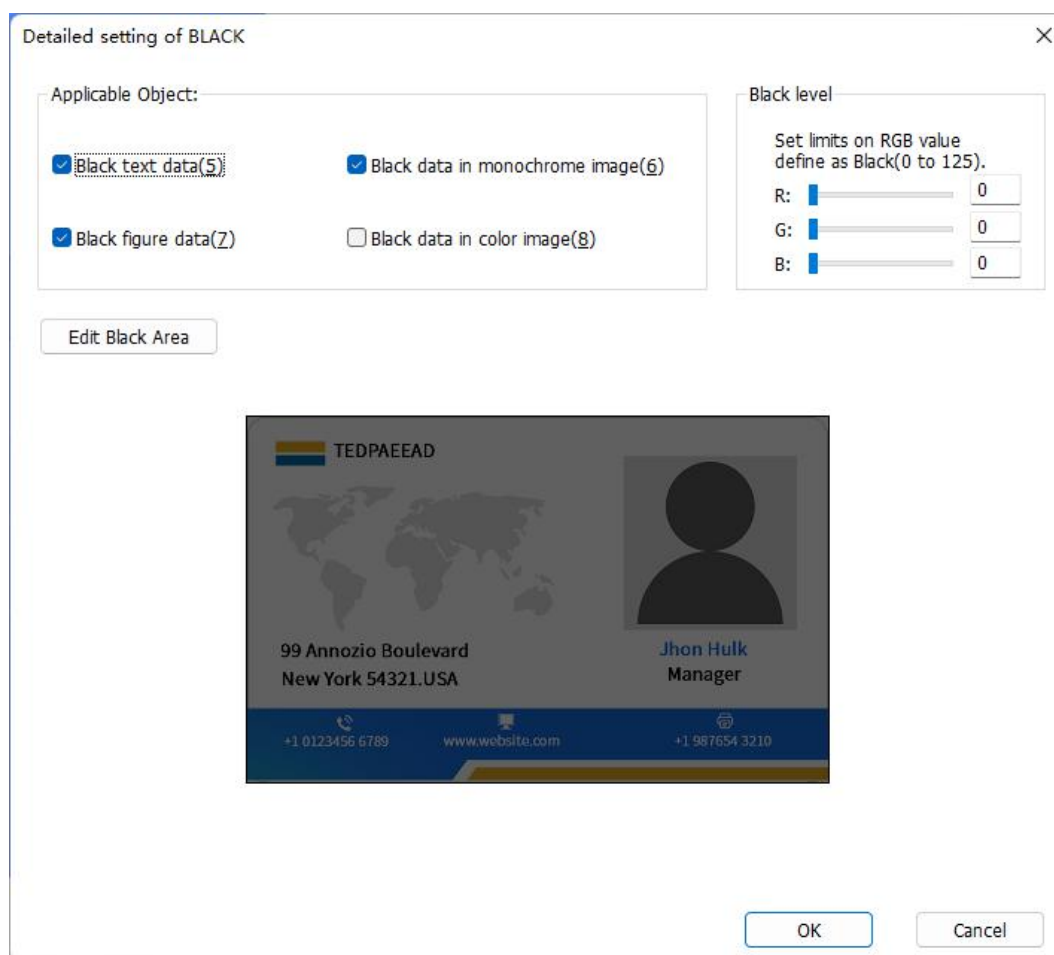 Detailed setting of BLACK
Applicable Object:
Black text data(5)
Black data in monochrome image(6)
Black figure data(7)
Black data in color image(8)
Black level
Set limits on RGB value
define as Black(0 to 125).
R: 0
G: 0
B: 0
Edit Black Area
TEDPAEEAD
99 Annozio Boulevard
New York 54321.USA
Jhon Hulk
Manager
+1 0123456 6789
www.website.com
+1 987654 3210
OK
Cancel